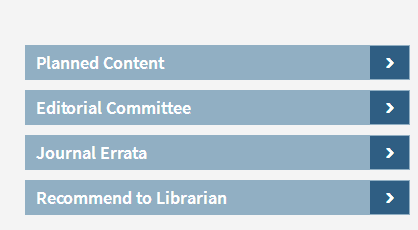 Planned Content
Editorial Committee
Journal Errata
Recommend to Librarian